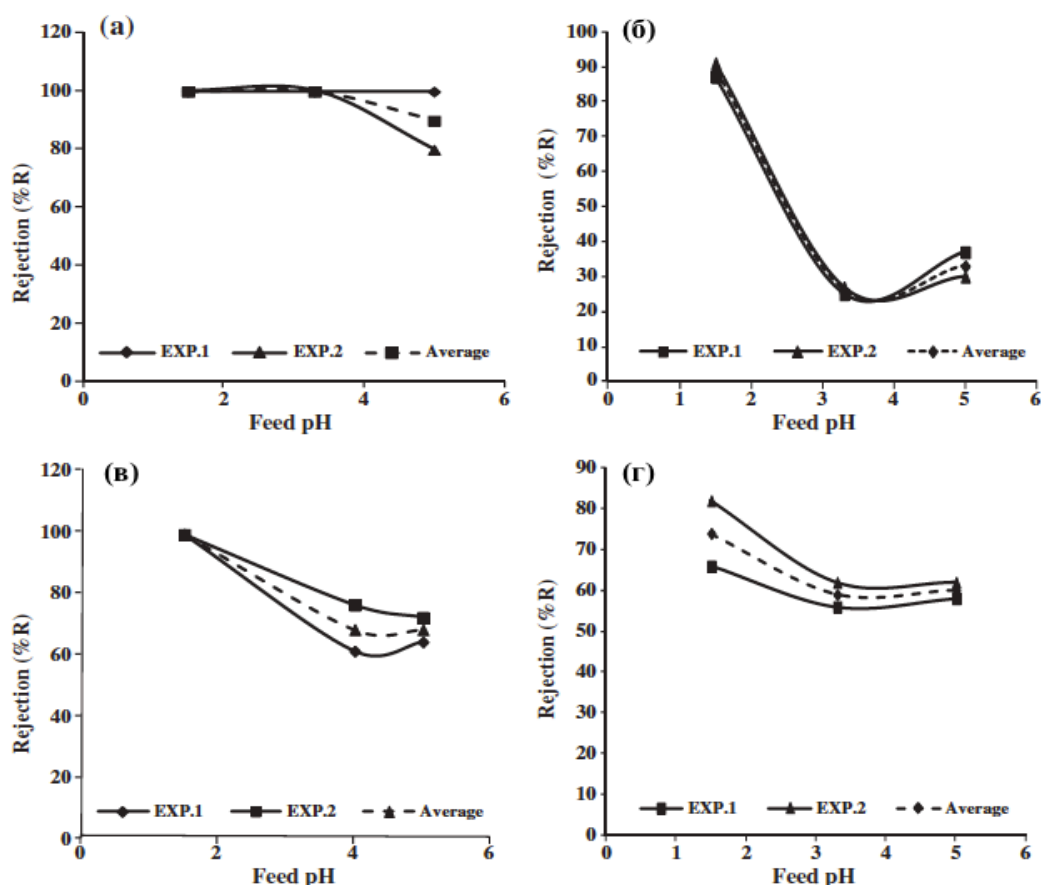 (а)
120
100
80
60
40
20
0
Rejection (%R)
EXP.1 EXP.2 Average
0 2 4 6
Feed pH
(б)
100
90
80
70
60
50
40
30
20
10
0
Rejection (%R)
EXP.1 EXP.2 Average
0 1 2 3 4 5 6
Feed pH
(в)
120
100
80
60
40
20
0
Rejection (%R)
EXP.1 EXP.2 Average
0 2 4 6
Feed pH
(г)
90
80
70
60
50
40
30
20
10
0
Rejection (%R)
EXP.1 EXP.2 Average
0 1 2 3 4 5 6
Feed pH